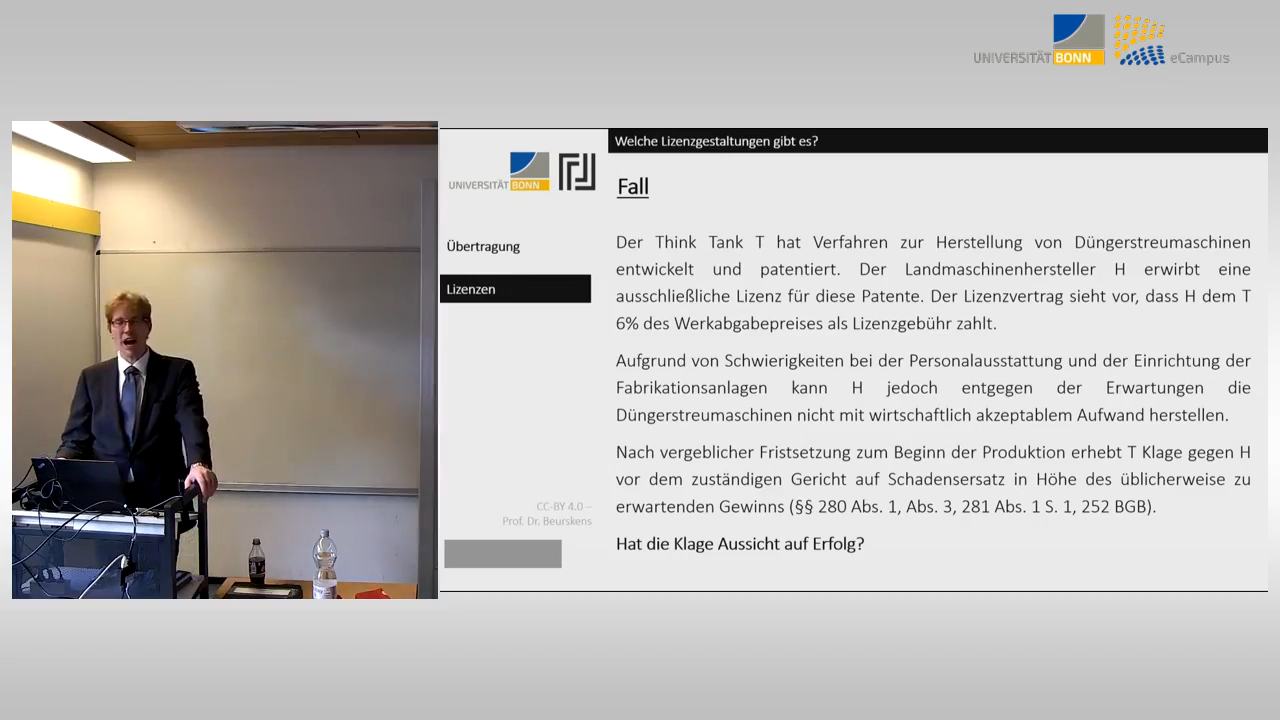 UNIVERSITÄT BONN eCampus
Welche Lizenzgestaltungen gibt es?
UNIVERSITÄT BONN
Fall
Übertragung
Lizenzen
Der Think Tank T hat Verfahren zur Herstellung von Düngerstreumaschinen
entwickelt und patentiert. Der Landmaschinenhersteller H erwirbt eine
ausschließliche Lizenz für diese Patente. Der Lizenzvertrag sieht vor, dass H dem T
6% des Werkabgabepreises als Lizenzgebühr zahlt.
Aufgrund von Schwierigkeiten bei der Personalausstattung und der Einrichtung der
Fabrikationsanlagen kann H jedoch entgegen der Erwartungen die
Düngerstreumaschinen nicht mit wirtschaftlich akzeptablem Aufwand herstellen.
Nach vergeblicher Fristsetzung zum Beginn der Produktion erhebt T Klage gegen H
vor dem zuständigen Gericht auf Schadensersatz in Höhe des üblicherweise zu
erwartenden Gewinns (§§ 280 Abs. 1, Abs. 3, 281 Abs. 1 S. 1, 252 BGB).
Hat die Klage Aussicht auf Erfolg?
CC-BY 4.0 –
Prof. Dr. Beurskens